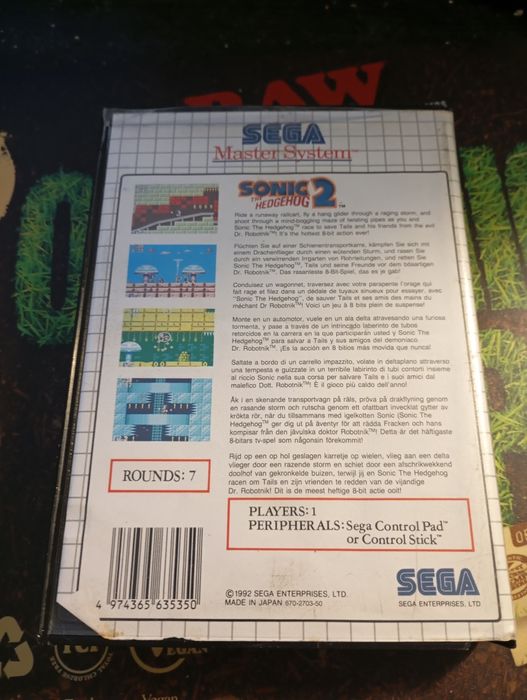 RAW
SEGA
Master System™
SONIC
THE
HEDGEHOG 2™
Ride a runaway railcart, fly a hang glider through a raging storm, and
shoot through a mind-boggling maze of twisting pipes as you and
Sonic The Hedgehog™ race to save Tails and his friends from the evil
Dr. Robotnik™! It's the hottest 8-bit action ever!
Flüchten Sie auf einer Schienentransportkarre, kämpfen Sie sich mit
einem Drachenflieger durch einen wütenden Sturm, und rasen Sie
durch ein verwirrenden Irrgarten von Rohrleitungen, und retten Sie
Sonic The Hedgehog™, Tails und seine Freunde vor dem bösartigen
Dr. Robotnik™. Das rasanteste 8-Bit-Spiel, das es je gab!
Conduisez un wagonnet, traversez avec votre parapente l'orage qui
fait rage et filez dans un dédale de tuyaux sinueux pour essayer, avec
"Sonic The Hedgehog", de sauver Tails et ses amis des mains du
méchant Dr. Robotnik™! Voici un jeu à 8 bits plein de suspense!
Monte en un automotor, vuele en un ala delta atravesando una furiosa
tormenta, y pase a través de un intrincado laberinto de tubos
retorcidos en la carrera en la que participarán usted y Sonic The
Hedgehog™ para salvar a Tails y sus amigos del demoniaco
Dr. Robotnik™. ¡Es la acción en 8 bitios más movida que nunca!
Saltate a bordo di un carrello impazzito, volate in deltaplano attraverso
una tempesta e guizzate in un terribile labirinto di tubi contorti insieme
al riccio Sonic nella sua corsa per salvare Tails e i suoi amici dal
malefico Dott. Robotnik™! È il gioco più caldo dell'anno!
Åk i en skenande transportvagn på räls, pröva på drakflyning genom
en rasande storm och rutscha genom ett ofattbart invecklat gytter av
krökta rör, när du tillsammans med igelkotten Sonic (Sonic The
Hedgehog™ ger dig ut på äventyr för att rädda Fracken och hans
kompisar från den jävulska doktor Robotnik™! Detta är det häftigaste
8-bitars tv-spel som någonsin förekommit!
Rijd op een op hol geslagen karretje op wielen, vlieg aan een delta
vlieger door een razende storm en schiet door een afschrikwekkend
doolhof van gekronkelde buizen, terwijl jij en Sonic The Hedgehog
racen om Tails en zijn vrienden te redden van de vijandige
Dr. Robotnik! Dit is de meest heftige 8-bit actie ooit!
ROUNDS: 7
PLAYERS: 1
PERIPHERALS: Sega Control Pad™
or Control Stick™
4 974365 635350
©1992 SEGA ENTERPRISES, LTD.
MADE IN JAPAN 670-2703-50
SEGA
SEGA ENTERPRISES, LTD.
VEGAN
Vegan